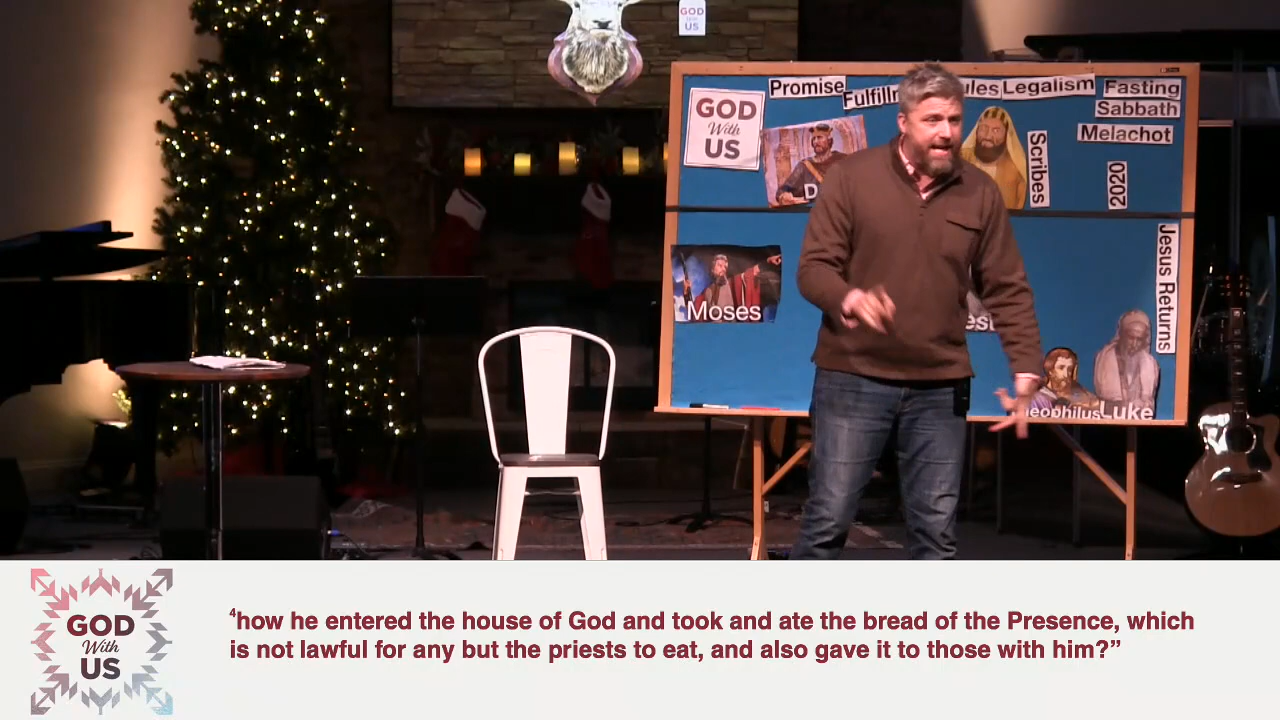 GOD
With
US
Promise
Legalism
Fasting
Sabbath
Melachot
GOD
With
US
Scribes
2020
Jesus Returns
Moses
Luke
GOD
With
US
⁴how he entered the house of God and took and ate the bread of the Presence, which
is not lawful for any but the priests to eat, and also gave it to those with him?”